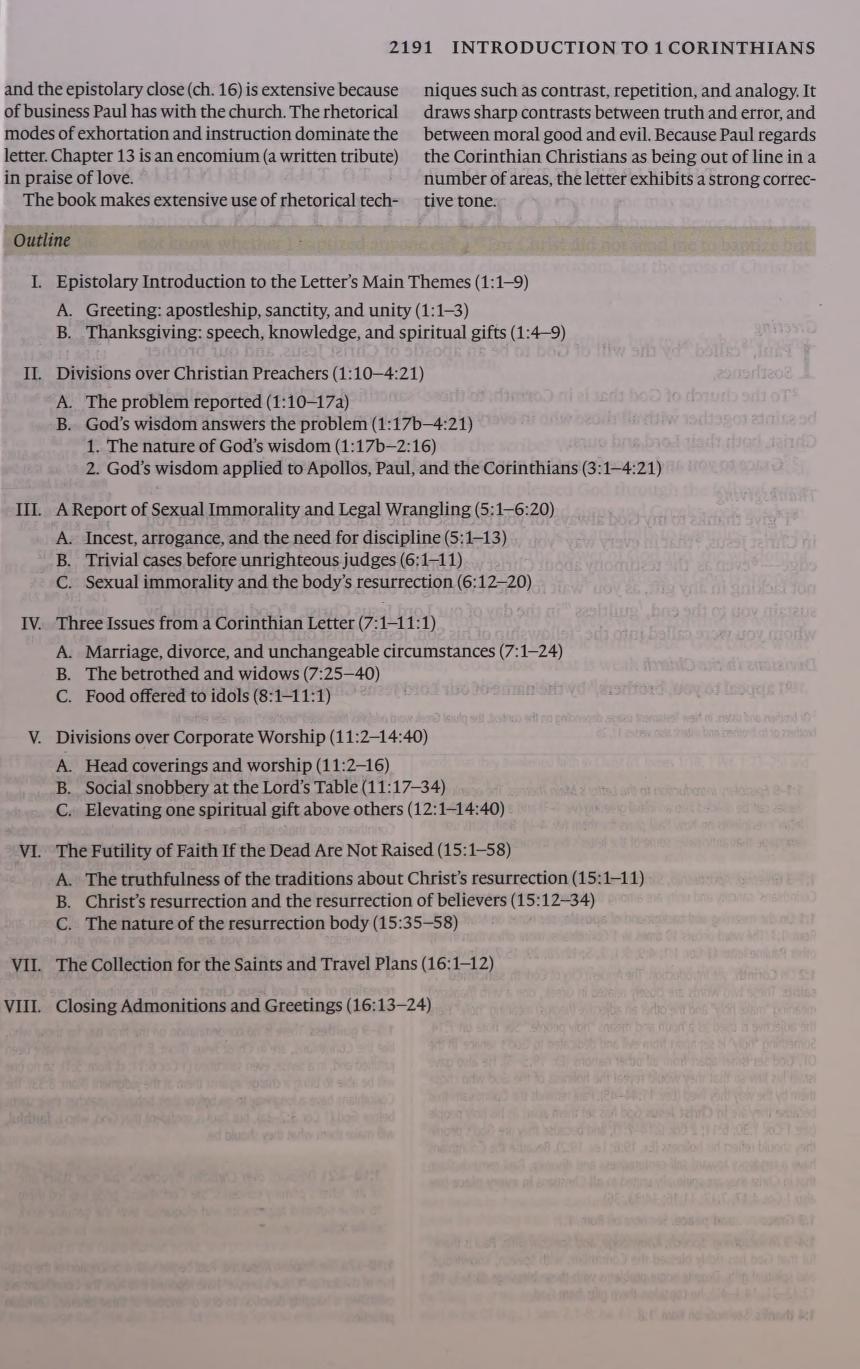 2191 INTRODUCTION TO 1 CORINTHIANS
and the epistolary close (ch. 16) is extensive because
of business Paul has with the church. The rhetorical
modes of exhortation and instruction dominate the
letter. Chapter 13 is an encomium (a written tribute)
in praise of love.
The book makes extensive use of rhetorical tech-
niques such as contrast, repetition, and analogy. It
draws sharp contrasts between truth and error, and
between moral good and evil. Because Paul regards
the Corinthian Christians as being out of line in a
number of areas, the letter exhibits a strong correc-
tive tone.
Outline
I. Epistolary Introduction to the Letter's Main Themes (1:1–9)
A. Greeting: apostleship, sanctity, and unity (1:1–3)
B. Thanksgiving: speech, knowledge, and spiritual gifts (1:4–9)
II. Divisions over Christian Preachers (1:10–4:21)
A. The problem reported (1:10–17a)
B. God's wisdom answers the problem (1:17b–4:21)
1. The nature of God's wisdom (1:17b–2:16)
2. God's wisdom applied to Apollos, Paul, and the Corinthians (3:1–4:21)
III. A Report of Sexual Immorality and Legal Wrangling (5:1–6:20)
A. Incest, arrogance, and the need for discipline (5:1–13)
B. Trivial cases before unrighteous judges (6:1–11)
C. Sexual immorality and the body's resurrection (6:12–20)
IV. Three Issues from a Corinthian Letter (7:1–11:1)
A. Marriage, divorce, and unchangeable circumstances (7:1–24)
B. The betrothed and widows (7:25–40)
C. Food offered to idols (8:1–11:1)
V. Divisions over Corporate Worship (11:2–14:40)
A. Head coverings and worship (11:2–16)
B. Social snobbery at the Lord's Table (11:17–34)
C. Elevating one spiritual gift above others (12:1–14:40)
VI. The Futility of Faith If the Dead Are Not Raised (15:1–58)
A. The truthfulness of the traditions about Christ's resurrection (15:1–11)
B. Christ's resurrection and the resurrection of believers (15:12–34)
C. The nature of the resurrection body (15:35–58)
VII. The Collection for the Saints and Travel Plans (16:1–12)
VIII. Closing Admonitions and Greetings (16:13–24)